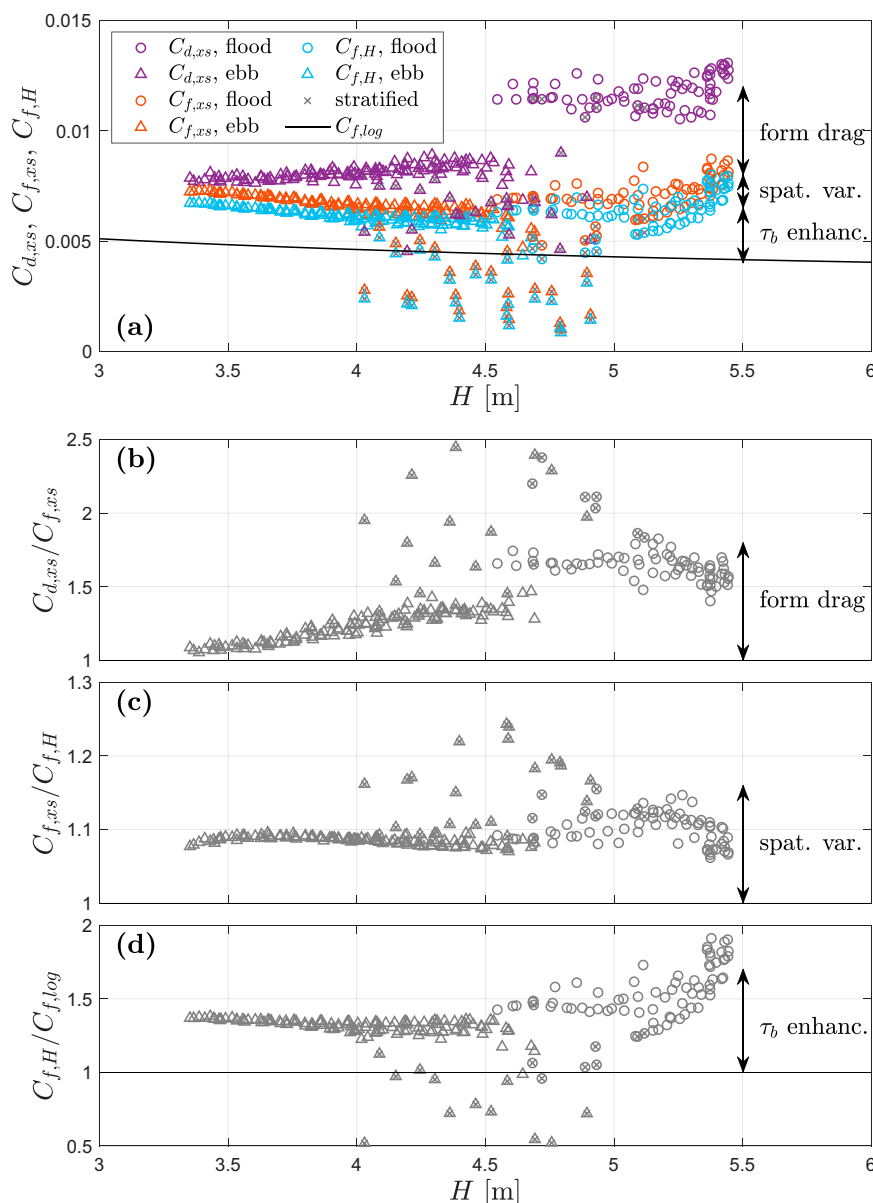 0.015
0.01
0.005
0
C_{d,xs}, C_{f,xs}, C_{f,H}
C_{d,xs}, flood
C_{d,xs}, ebb
C_{f,xs}, flood
C_{f,xs}, ebb
C_{f,H}, flood
C_{f,H}, ebb
stratified
C_{f,log}
form drag
spat. var.
τ_b enhanc.
(a)
3 3.5 4 4.5 5 5.5 6
H [m]
(b)
2.5
2
1.5
1
C_{d,xs}/C_{f,xs}
form drag
(c)
1.3
1.2
1.1
1
C_{f,xs}/C_{f,H}
spat. var.
(d)
2
1.5
1
0.5
C_{f,H}/C_{f,log}
τ_b enhanc.
3 3.5 4 4.5 5 5.5 6
H [m]